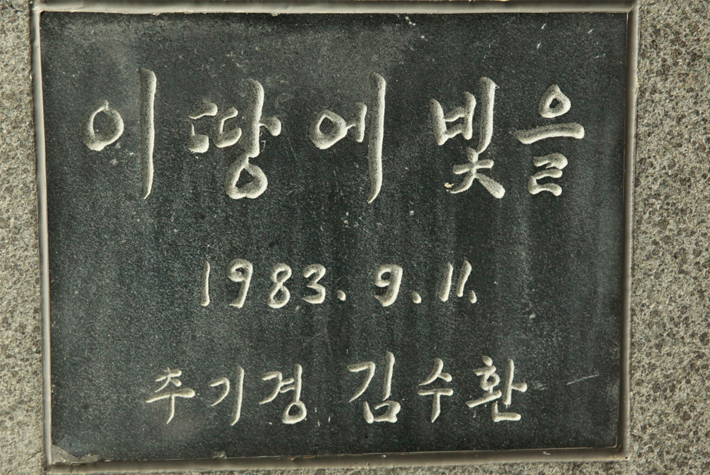 이 땅에 빛을
1983. 9. 11.
추기경 김수환